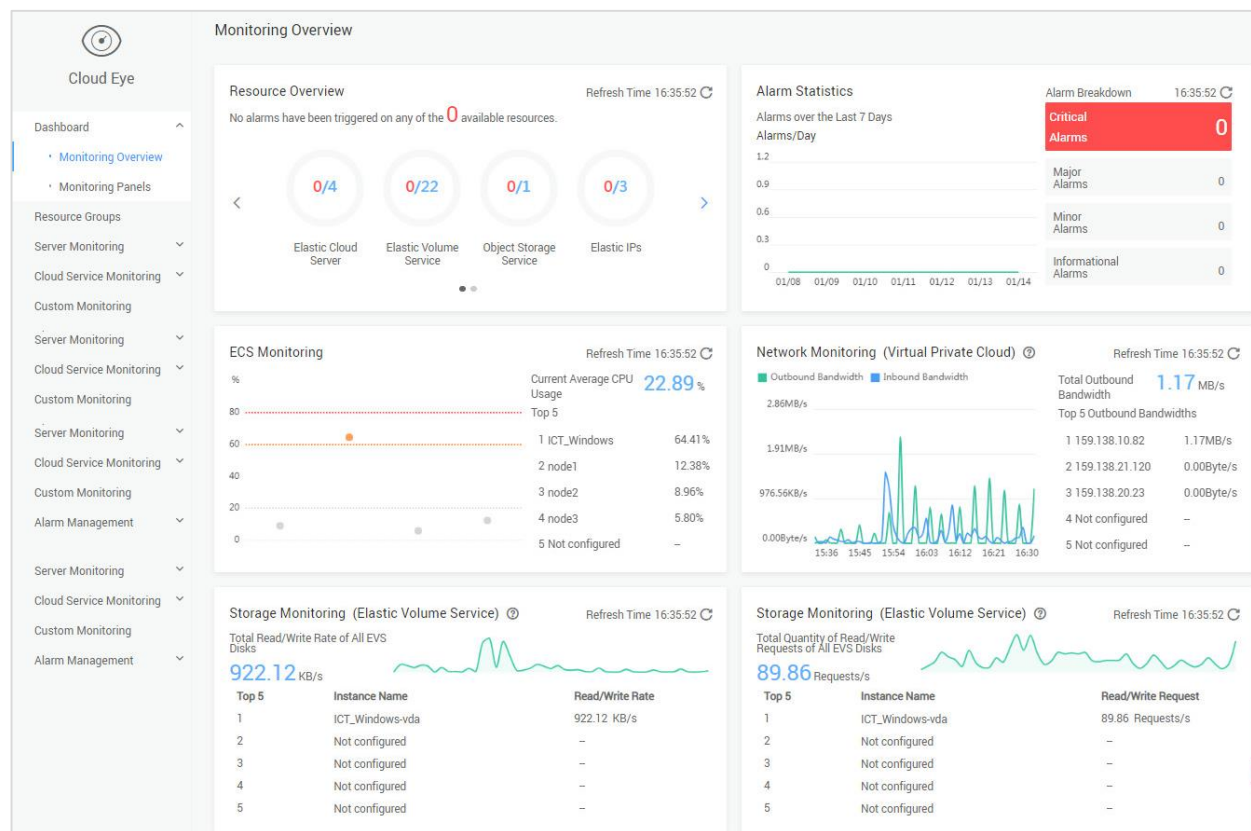 Cloud Eye
Dashboard
Monitoring Overview
Monitoring Panels
Resource Groups
Server Monitoring
Cloud Service Monitoring
Custom Monitoring
Server Monitoring
Cloud Service Monitoring
Custom Monitoring
Server Monitoring
Cloud Service Monitoring
Custom Monitoring
Alarm Management
Server Monitoring
Cloud Service Monitoring
Custom Monitoring
Alarm Management
Monitoring Overview
Resource Overview
Refresh Time 16:35:52
No alarms have been triggered on any of the 0 available resources.
0/4
0/22
0/1
0/3
Elastic Cloud
Server
Elastic Volume
Service
Object Storage
Service
Elastic IPs
Alarm Statistics
Alarms over the Last 7 Days
Alarms/Day
1.2
0.9
0.6
0.3
0
01/08 01/09 01/10 01/11 01/12 01/13 01/14
Alarm Breakdown 16:35:52
Critical
Alarms
0
Major
Alarms
0
Minor
Alarms
0
Informational
Alarms
0
ECS Monitoring
Refresh Time 16:35:52
%
80
60
40
20
0
Current Average CPU
Usage
22.89 %
Top 5
1 ICT_Windows 64.41%
2 node1 12.38%
3 node2 8.96%
4 node3 5.80%
5 Not configured –
Network Monitoring (Virtual Private Cloud)
Refresh Time 16:35:52
Outbound Bandwidth Inbound Bandwidth
2.86MB/s
1.91MB/s
976.56KB/s
0.00Byte/s
15:36 15:45 15:54 16:03 16:12 16:21 16:30
Total Outbound
Bandwidth
1.17 MB/s
Top 5 Outbound Bandwidths
1 159.138.10.82 1.17MB/s
2 159.138.21.120 0.00Byte/s
3 159.138.20.23 0.00Byte/s
4 Not configured –
5 Not configured –
Storage Monitoring (Elastic Volume Service)
Refresh Time 16:35:52
Total Read/Write Rate of All EVS
Disks
922.12 KB/s
Top 5 Instance Name Read/Write Rate
1 ICT_Windows-vda 922.12 KB/s
2 Not configured –
3 Not configured –
4 Not configured –
5 Not configured –
Storage Monitoring (Elastic Volume Service)
Refresh Time 16:35:52
Total Quantity of Read/Write
Requests of All EVS Disks
89.86 Requests/s
Top 5 Instance Name Read/Write Request
1 ICT_Windows-vda 89.86 Requests/s
2 Not configured –
3 Not configured –
4 Not configured –
5 Not configured –